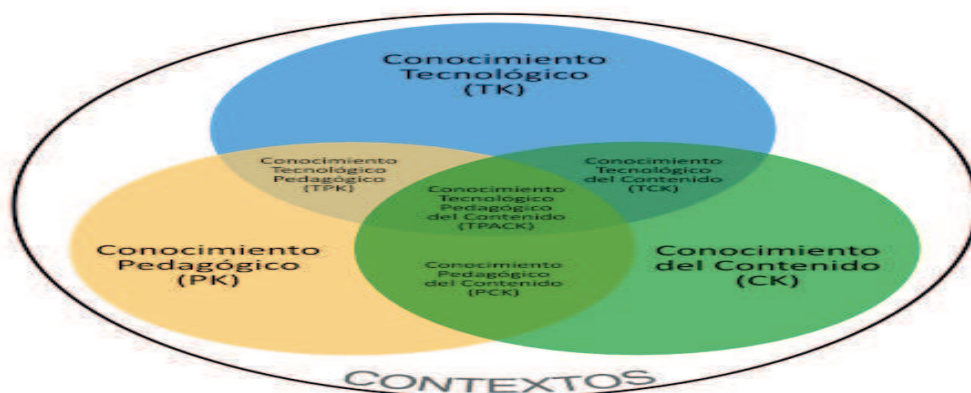 Conocimiento
Tecnológico
(TK)
Conocimiento
Tecnológico
Pedagógico
(TPK)
Conocimiento
Tecnológico
del Contenido
(TCK)
Conocimiento
Tecnológico
Pedagógico
del Contenido
(TPACK)
Conocimiento
Pedagógico
(PK)
Conocimiento
Pedagógico
del Contenido
(PCK)
Conocimiento
del Contenido
(CK)
CONTEXTOS